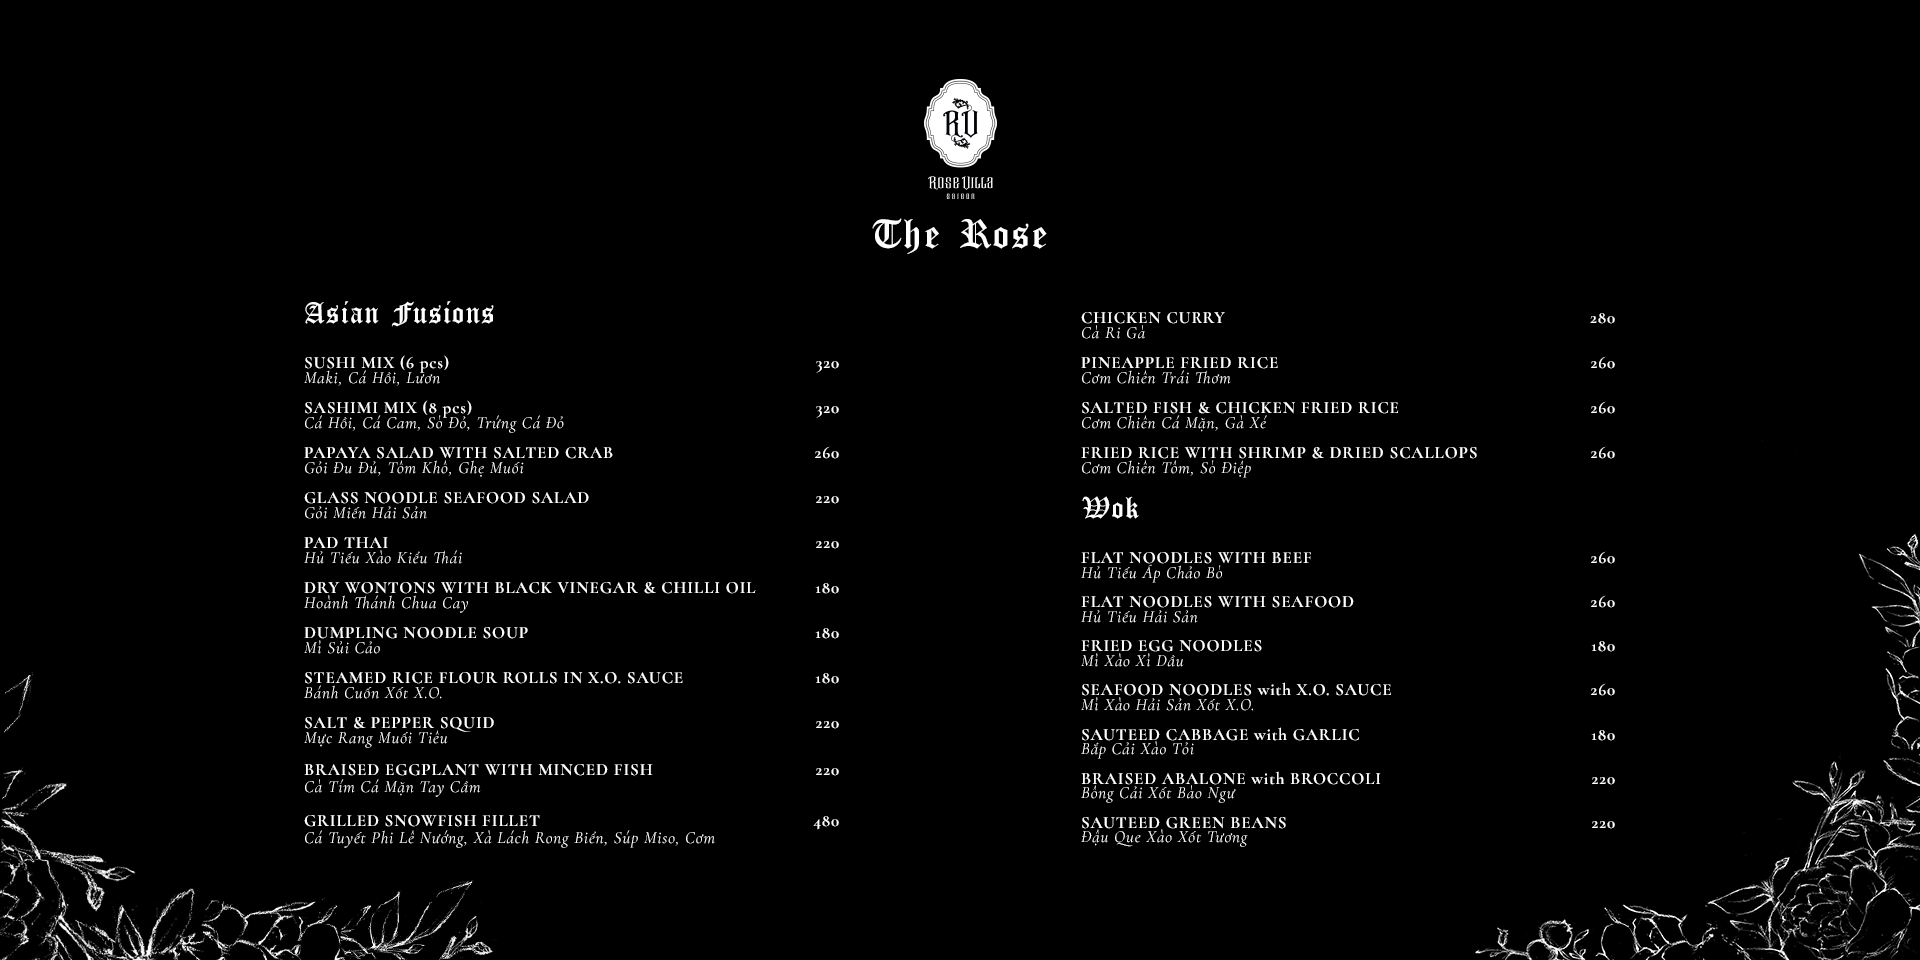 RV
Rose Villa
SAIGON
The Rose
Asian Fusions
SUSHI MIX (6 pcs) 320
Maki, Cá Hồi, Lươn
SASHIMI MIX (8 pcs) 320
Cá Hồi, Cá Cam, Sò Đỏ, Trứng Cá Đỏ
PAPAYA SALAD WITH SALTED CRAB 260
Gỏi Đu Đủ, Tôm Khô, Ghẹ Muối
GLASS NOODLE SEAFOOD SALAD 220
Gỏi Miến Hải Sản
PAD THAI 220
Hủ Tiếu Xào Kiểu Thái
DRY WONTONS WITH BLACK VINEGAR & CHILLI OIL 180
Hoành Thánh Chua Cay
DUMPLING NOODLE SOUP 180
Mì Sủi Cảo
STEAMED RICE FLOUR ROLLS IN X.O. SAUCE 180
Bánh Cuốn Xốt X.O.
SALT & PEPPER SQUID 220
Mực Rang Muối Tiêu
BRAISED EGGPLANT WITH MINCED FISH 220
Cà Tím Cá Mặn Tay Cầm
GRILLED SNOWFISH FILLET 480
Cá Tuyết Phi Lê Nướng, Xà Lách Rong Biển, Súp Miso, Cơm
CHICKEN CURRY 280
Cà Ri Gà
PINEAPPLE FRIED RICE 260
Cơm Chiên Trái Thơm
SALTED FISH & CHICKEN FRIED RICE 260
Cơm Chiên Cá Mặn, Gà Xé
FRIED RICE WITH SHRIMP & DRIED SCALLOPS 260
Cơm Chiên Tôm, Sò Điệp
Wok
FLAT NOODLES WITH BEEF 260
Hủ Tiếu Áp Chảo Bò
FLAT NOODLES WITH SEAFOOD 260
Hủ Tiếu Hải Sản
FRIED EGG NOODLES 180
Mì Xào Xì Dầu
SEAFOOD NOODLES with X.O. SAUCE 260
Mì Xào Hải Sản Xốt X.O.
SAUTEED CABBAGE with GARLIC 180
Bắp Cải Xào Tỏi
BRAISED ABALONE with BROCCOLI 220
Bông Cải Xốt Bào Ngư
SAUTEED GREEN BEANS 220
Đậu Que Xào Xốt Tương